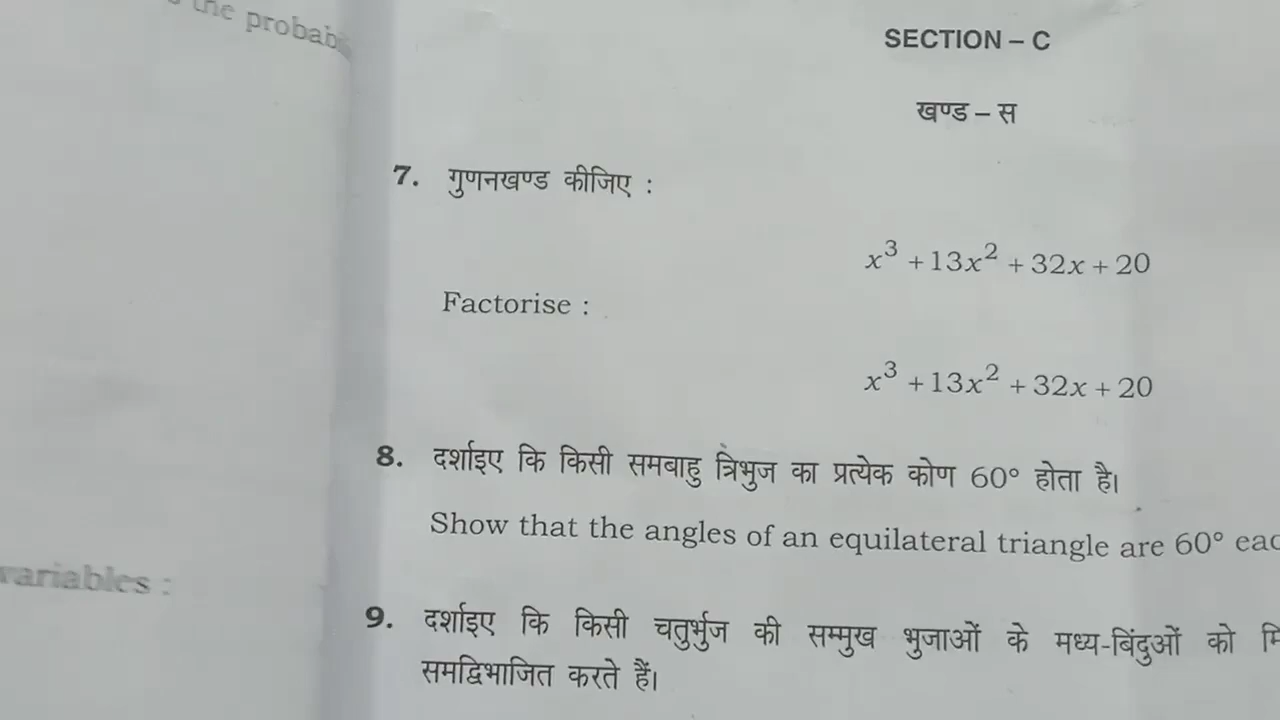 the probab
SECTION – C
खण्ड – स
7. गुणनखण्ड कीजिए :
x³ + 13x² + 32x + 20
Factorise :
x³ + 13x² + 32x + 20
8. दर्शाइए कि किसी समबाहु त्रिभुज का प्रत्येक कोण 60° होता है।
Show that the angles of an equilateral triangle are 60° eac
variables :
9. दर्शाइए कि किसी चतुर्भुज की सम्मुख भुजाओं के मध्य-बिंदुओं को
समद्विभाजित करते हैं।